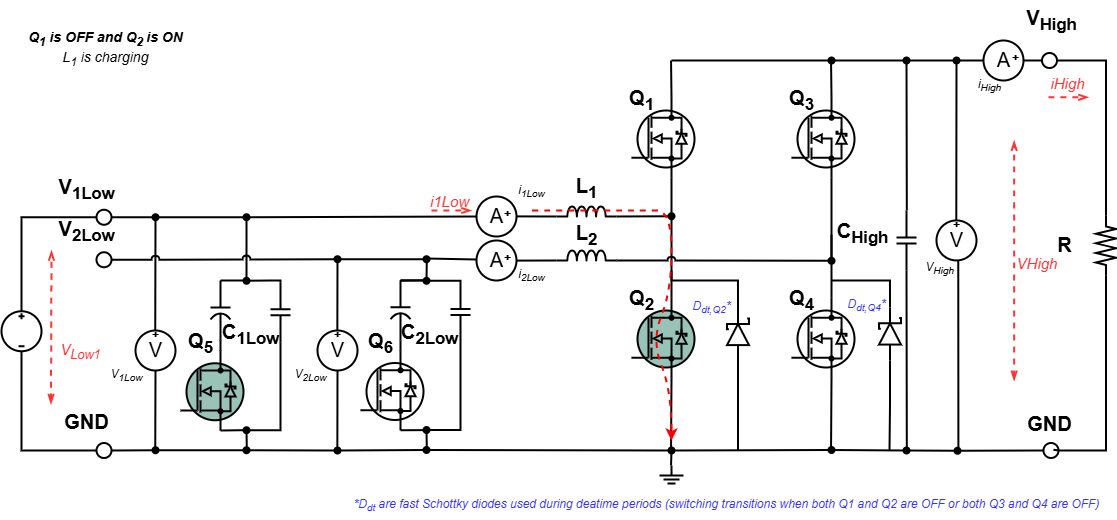 Q1 is OFF and Q2 is ON
L1 is charging
VHigh
A+
iHigh
iHigh
Q1
Q3
V1Low
i1Low
A+
i1Low
L1
V2Low
A+
i2Low
L2
CHigh
+
V
VHigh
VHigh
R
+
-
VLow1
+
V
V1Low
Q5
C1Low
+
V
V2Low
Q6
C2Low
Q2
Ddt,Q2*
Q4
Ddt,Q4*
GND
GND
*Ddt are fast Schottky diodes used during deatime periods (switching transitions when both Q1 and Q2 are OFF or both Q3 and Q4 are OFF)